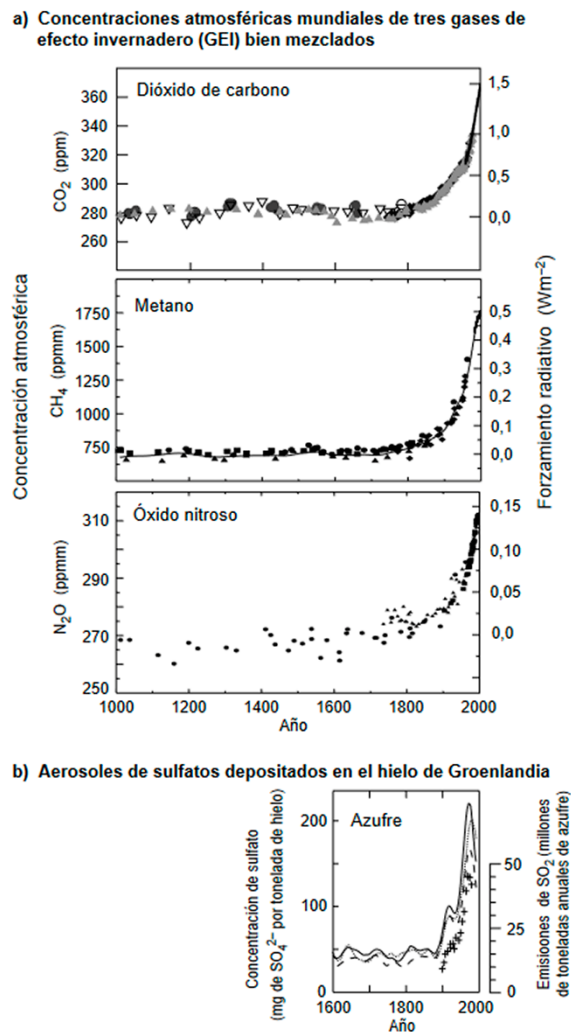 a) Concentraciones atmosféricas mundiales de tres gases de
efecto invernadero (GEI) bien mezclados
Concentración atmosférica
Forzamiento radiativo (Wm⁻²)
Dióxido de carbono
CO₂ (ppm)
360
340
320
300
280
260
1,5
1,0
0,5
0,0
Metano
CH₄ (ppmm)
1750
1500
1250
1000
750
0,5
0,4
0,3
0,2
0,1
0,0
Óxido nitroso
N₂O (ppmm)
310
290
270
250
0,15
0,10
0,05
0,0
1000
1200
1400
1600
1800
2000
Año
b) Aerosoles de sulfatos depositados en el hielo de Groenlandia
Azufre
Concentración de sulfato
(mg de SO₄²⁻ por tonelada de hielo)
200
100
0
50
25
0
Emisioones de SO₂ (millones
de toneladas anuales de azufre)
1600
1800
2000
Año